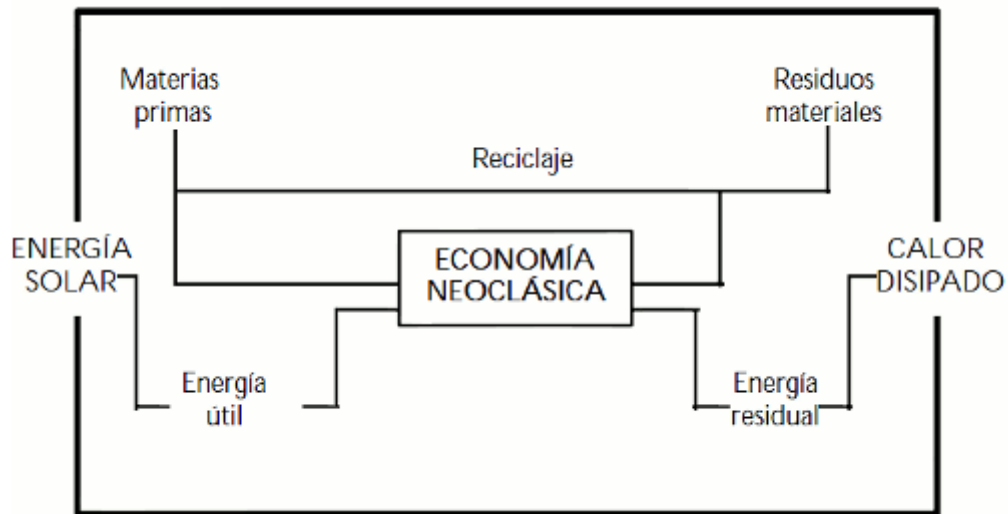 Materias
primas
Residuos
materiales
Reciclaje
ENERGÍA
SOLAR
ECONOMÍA
NEOCLÁSICA
CALOR
DISIPADO
Energía
útil
Energía
residual